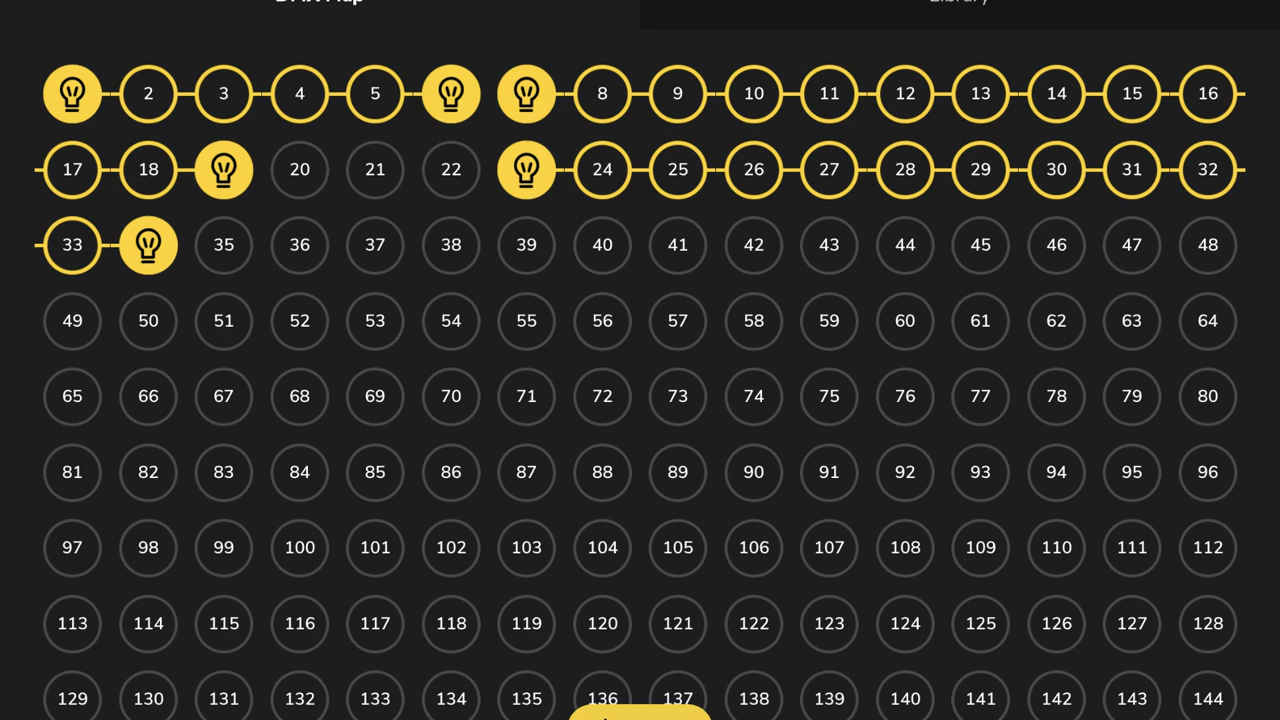 DMX Map Library
2 3 4 5 8 9 10 11 12 13 14 15 16
17 18 20 21 22 24 25 26 27 28 29 30 31 32
33 35 36 37 38 39 40 41 42 43 44 45 46 47 48
49 50 51 52 53 54 55 56 57 58 59 60 61 62 63 64
65 66 67 68 69 70 71 72 73 74 75 76 77 78 79 80
81 82 83 84 85 86 87 88 89 90 91 92 93 94 95 96
97 98 99 100 101 102 103 104 105 106 107 108 109 110 111 112
113 114 115 116 117 118 119 120 121 122 123 124 125 126 127 128
129 130 131 132 133 134 135 136 137 138 139 140 141 142 143 144